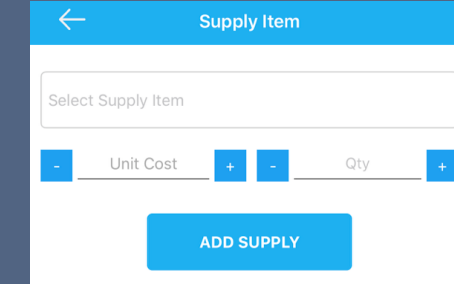 Supply Item
Select Supply Item
- Unit Cost + - Qty +
ADD SUPPLY